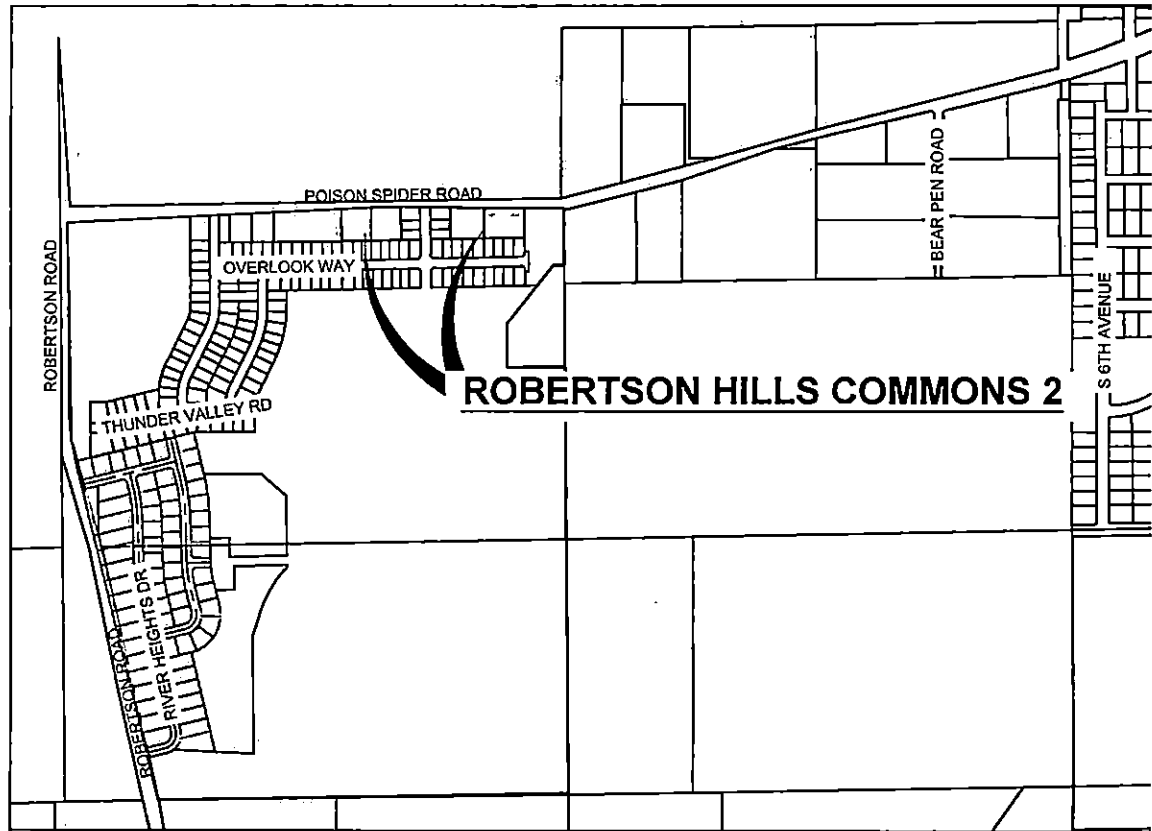 POISON SPIDER ROAD
BEAR PEN ROAD
ROBERTSON ROAD
OVERLOOK WAY
S 6TH AVENUE
ROBERTSON HILLS COMMONS 2
THUNDER VALLEY RD
RIVER HEIGHTS DR
ROBERTSON ROAD